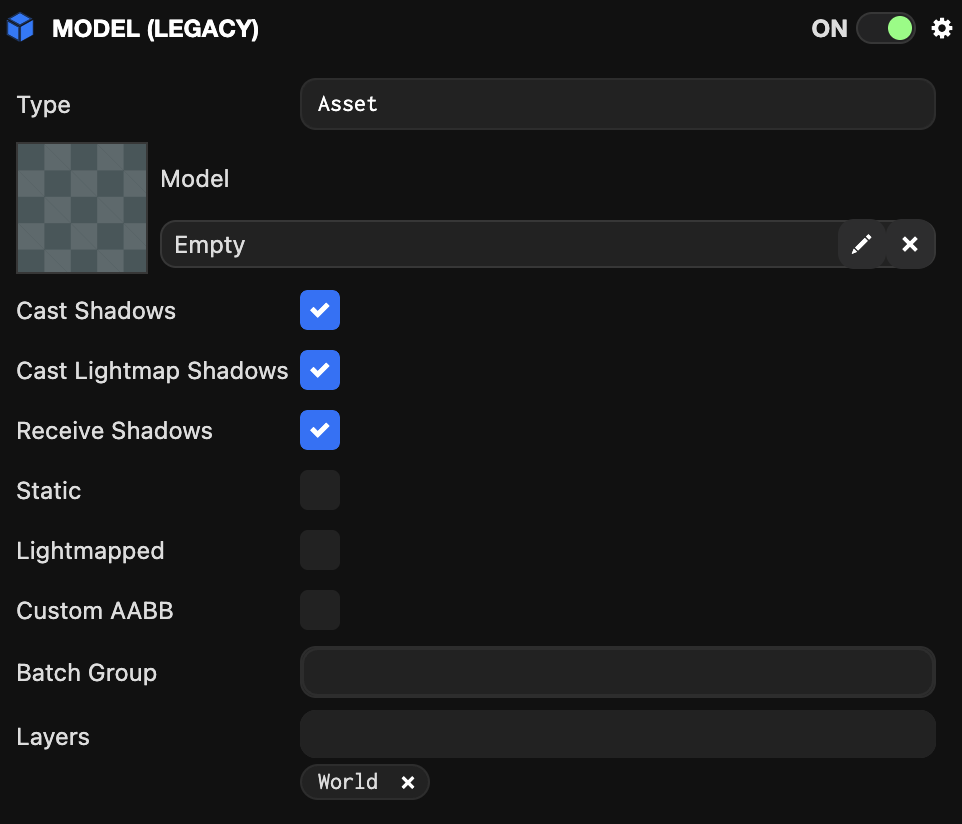 MODEL (LEGACY) ON
Type Asset
Model
Empty
Cast Shadows
Cast Lightmap Shadows
Receive Shadows
Static
Lightmapped
Custom AABB
Batch Group
Layers
World